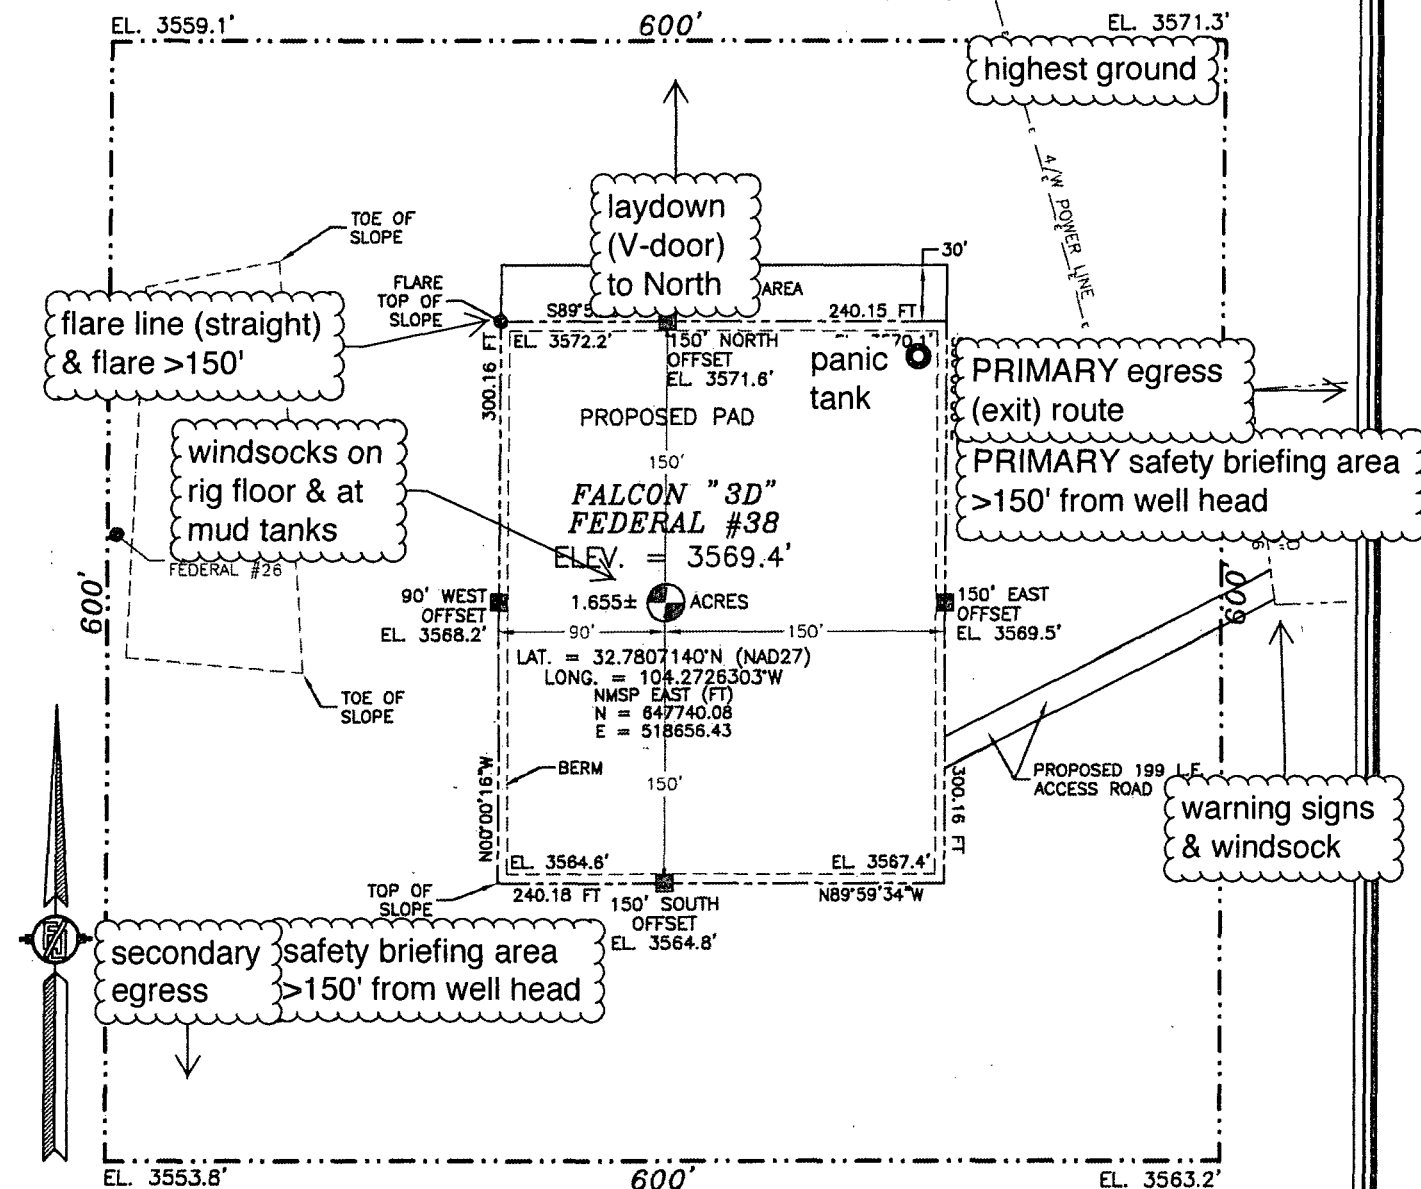 EL. 3559.1'
600'
EL. 3571.3'
highest ground
4/W POWER LINE
laydown
(V-door)
to North
TOE OF
SLOPE
30'
AREA
FLARE
TOP OF
SLOPE
S89°5
240.15 FT
flare line (straight)
& flare >150'
EL. 3572.2'
150' NORTH
OFFSET
EL. 3571.6'
panic
tank
300.16 FT
PRIMARY egress
(exit) route
PROPOSED PAD
windsocks on
rig floor & at
mud tanks
150'
PRIMARY safety briefing area
>150' from well head
FALCON "3D"
FEDERAL #38
ELEV. = 3569.4'
FEDERAL #26
600'
90' WEST
OFFSET
EL. 3568.2'
1.655± ACRES
150' EAST
OFFSET
EL. 3569.5'
600'
90'
150'
LAT. = 32.7807140°N (NAD27)
LONG. = 104.2726303°W
NMSP EAST (FT)
N = 647740.08
E = 518656.43
TOE OF
SLOPE
BERM
150'
N00°00'16"W
300.16 FT
PROPOSED 199 L.F.
ACCESS ROAD
warning signs
& windsock
EL. 3564.6'
EL. 3567.4'
TOP OF
SLOPE
240.18 FT
N89°59'34"W
150' SOUTH
OFFSET
EL. 3564.8'
secondary
egress
safety briefing area
>150' from well head
EL. 3553.8'
600'
EL. 3563.2'